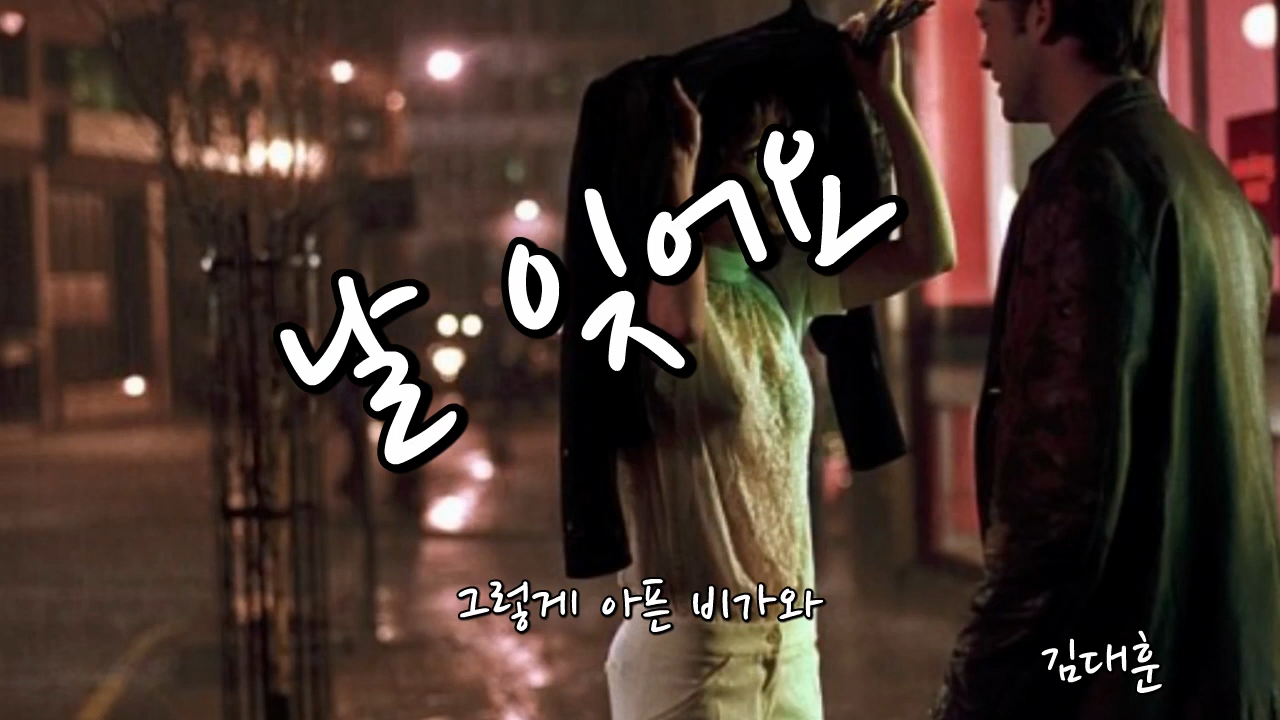 날 잊어요
그렇게 아픈 비가와
김대훈